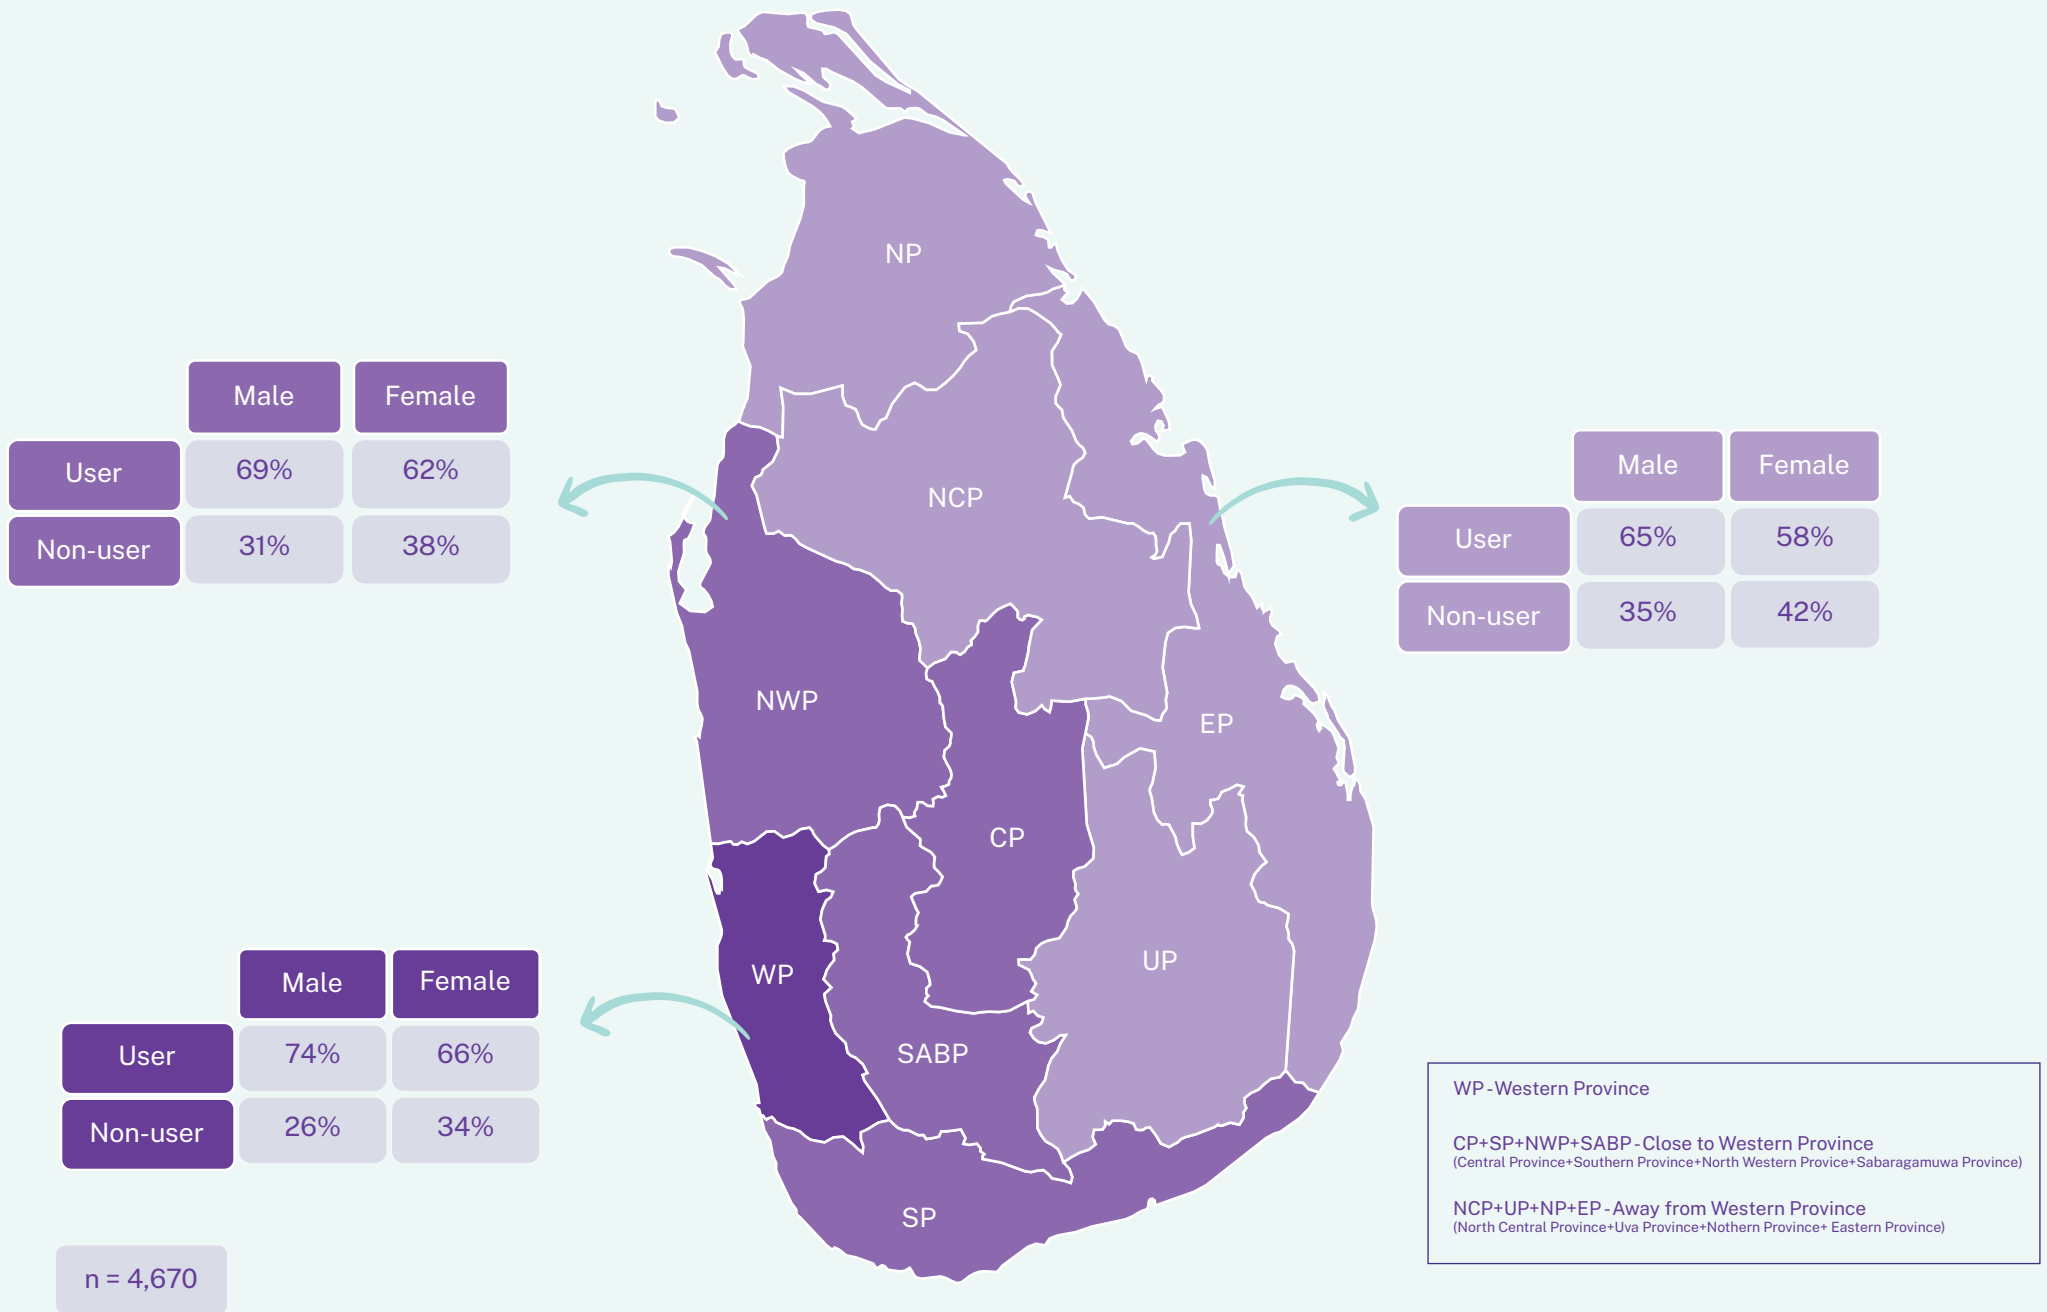 NP
Male Female
User 69% 62%
Non-user 31% 38%
NCP
Male Female
User 65% 58%
Non-user 35% 42%
NWP
EP
CP
WP
UP
SABP
SP
Male Female
User 74% 66%
Non-user 26% 34%
n = 4,670
WP - Western Province
CP+SP+NWP+SABP - Close to Western Province
(Central Province+Southern Province+North Western Provice+Sabaragamuwa Province)
NCP+UP+NP+EP - Away from Western Province
(North Central Province+Uva Province+Nothern Province+ Eastern Province)